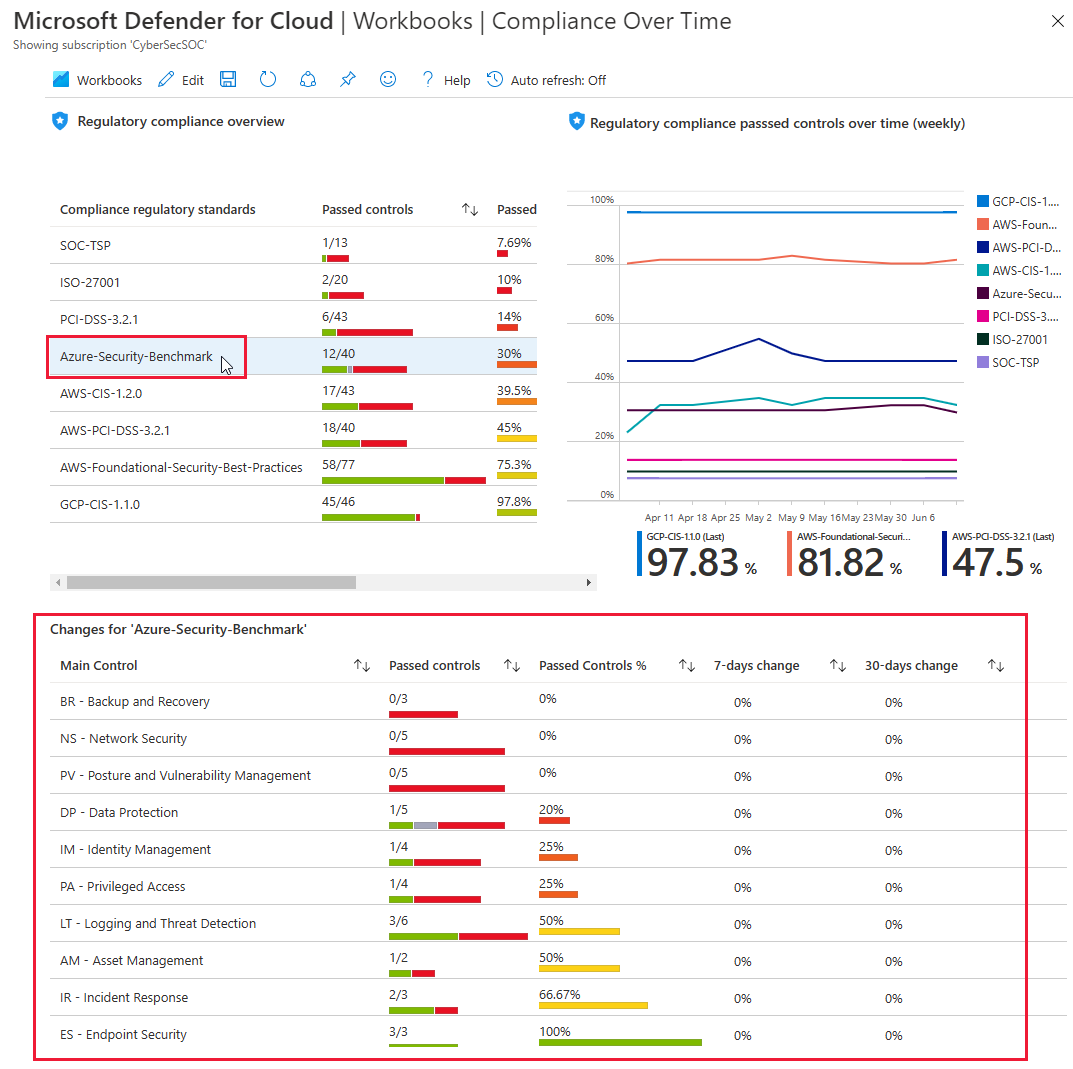 Microsoft Defender for Cloud | Workbooks | Compliance Over Time
Showing subscription 'CyberSecSOC'
Workbooks Edit Help Auto refresh: Off
Regulatory compliance overview
Compliance regulatory standards Passed controls Passed
SOC-TSP 1/13 7.69%
ISO-27001 2/20 10%
PCI-DSS-3.2.1 6/43 14%
Azure-Security-Benchmark 12/40 30%
AWS-CIS-1.2.0 17/43 39.5%
AWS-PCI-DSS-3.2.1 18/40 45%
AWS-Foundational-Security-Best-Practices 58/77 75.3%
GCP-CIS-1.1.0 45/46 97.8%
Regulatory compliance passsed controls over time (weekly)
100%
80%
60%
40%
20%
0%
Apr 11 Apr 18 Apr 25 May 2 May 9 May 16 May 23 May 30 Jun 6
GCP-CIS-1....
AWS-Foun...
AWS-PCI-D...
AWS-CIS-1....
Azure-Secu...
PCI-DSS-3....
ISO-27001
SOC-TSP
GCP-CIS-1.1.0 (Last)
97.83 %
AWS-Foundational-Securi...
81.82 %
AWS-PCI-DSS-3.2.1 (Last)
47.5 %
Changes for 'Azure-Security-Benchmark'
Main Control Passed controls Passed Controls % 7-days change 30-days change
BR - Backup and Recovery 0/3 0% 0% 0%
NS - Network Security 0/5 0% 0% 0%
PV - Posture and Vulnerability Management 0/5 0% 0% 0%
DP - Data Protection 1/5 20% 0% 0%
IM - Identity Management 1/4 25% 0% 0%
PA - Privileged Access 1/4 25% 0% 0%
LT - Logging and Threat Detection 3/6 50% 0% 0%
AM - Asset Management 1/2 50% 0% 0%
IR - Incident Response 2/3 66.67% 0% 0%
ES - Endpoint Security 3/3 100% 0% 0%